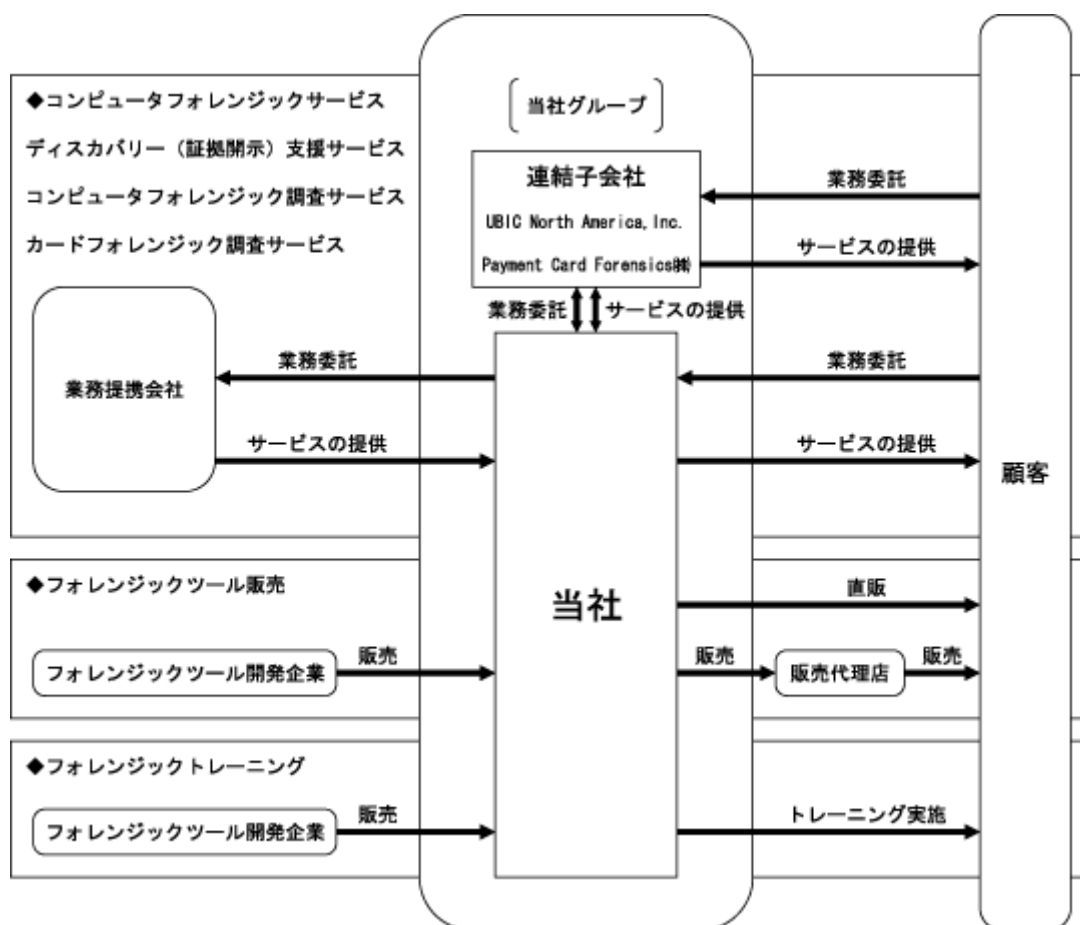 ◆コンピュータフォレンジックサービス
ディスカバリー（証拠開示）支援サービス
コンピュータフォレンジック調査サービス
カードフォレンジック調査サービス
当社グループ
連結子会社
UBIC North America, Inc.
Payment Card Forensics㈱
業務委託
サービスの提供
業務委託
サービスの提供
業務提携会社
業務委託
サービスの提供
業務委託
サービスの提供
顧客
◆フォレンジックツール販売
フォレンジックツール開発企業
販売
当社
直販
販売
販売代理店
販売
◆フォレンジックトレーニング
フォレンジックツール開発企業
販売
トレーニング実施